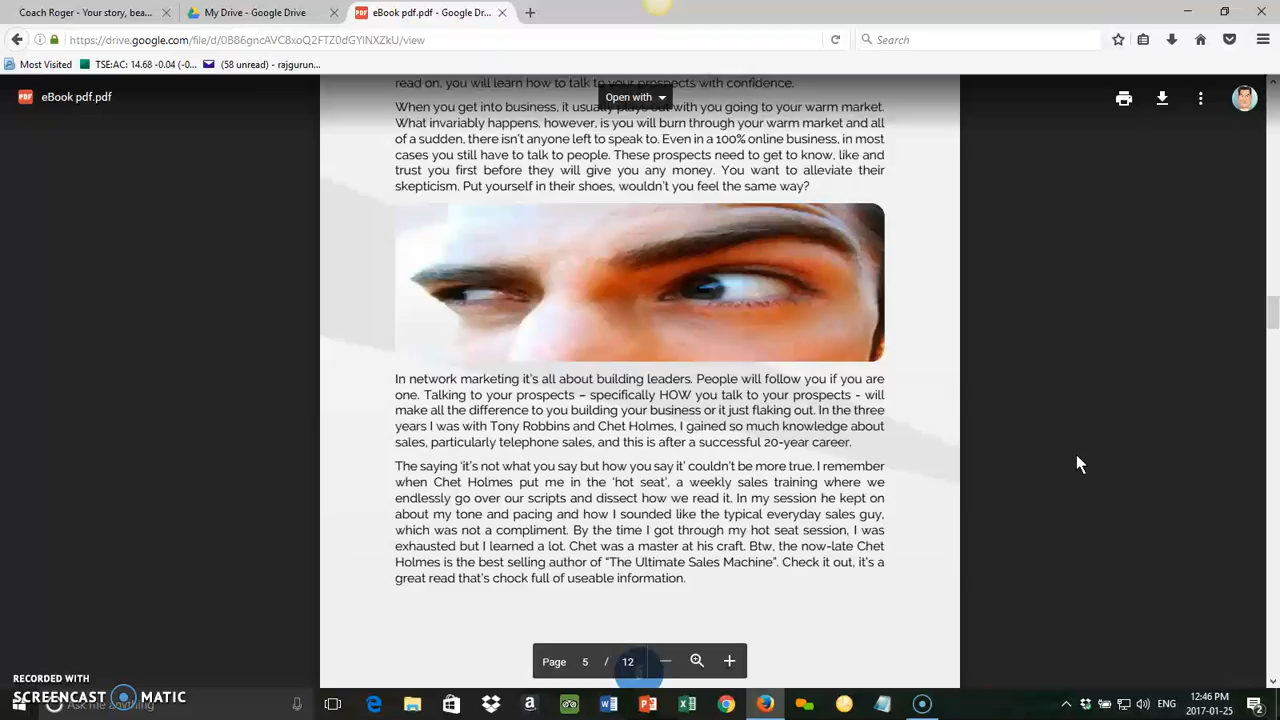 Coach Roger - Your story, bea...
My Drive - Google Drive
eBook pdf.pdf - Google Dr...
https://drive.google.com/file/d/0B86gncAVC8xoQ2FTZ0dGYlNXZkU/view
Search
Most Visited
TSE:AC: 14.68 -0.04 (-0...
(58 unread) - rajgurun...
eBook pdf.pdf
Open with
read on, you will learn how to talk to your prospects with confidence.
When you get into business, it usually plays out with you going to your warm market.
What invariably happens, however, is you will burn through your warm market and all
of a sudden, there isn't anyone left to speak to. Even in a 100% online business, in most
cases you still have to talk to people. These prospects need to get to know, like and
trust you first before they will give you any money. You want to alleviate their
skepticism. Put yourself in their shoes, wouldn't you feel the same way?
In network marketing it's all about building leaders. People will follow you if you are
one. Talking to your prospects – specifically HOW you talk to your prospects - will
make all the difference to you building your business or it just flaking out. In the three
years I was with Tony Robbins and Chet Holmes, I gained so much knowledge about
sales, particularly telephone sales, and this is after a successful 20-year career.
The saying 'it's not what you say but how you say it' couldn't be more true. I remember
when Chet Holmes put me in the 'hot seat', a weekly sales training where we
endlessly go over our scripts and dissect how we read it. In my session he kept on
about my tone and pacing and how I sounded like the typical everyday sales guy,
which was not a compliment. By the time I got through my hot seat session, I was
exhausted but I learned a lot. Chet was a master at his craft. Btw, the now-late Chet
Holmes is the best selling author of "The Ultimate Sales Machine". Check it out, it's a
great read that's chock full of useable information.
Page 5 / 12
RECORDED WITH
SCREENCAST MATIC
Ask me anything
ENG
12:46 PM
2017-01-25